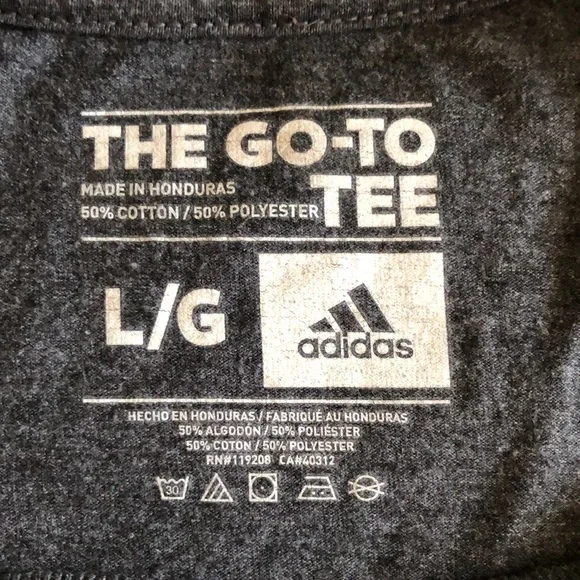 THE GO-TO
TEE
MADE IN HONDURAS
50% COTTON / 50% POLYESTER
L/G
adidas
HECHO EN HONDURAS / FABRIQUÉ AU HONDURAS
50% ALGODÓN / 50% POLIÉSTER
50% COTON / 50% POLYESTER
RN#119208 CA#40312
30